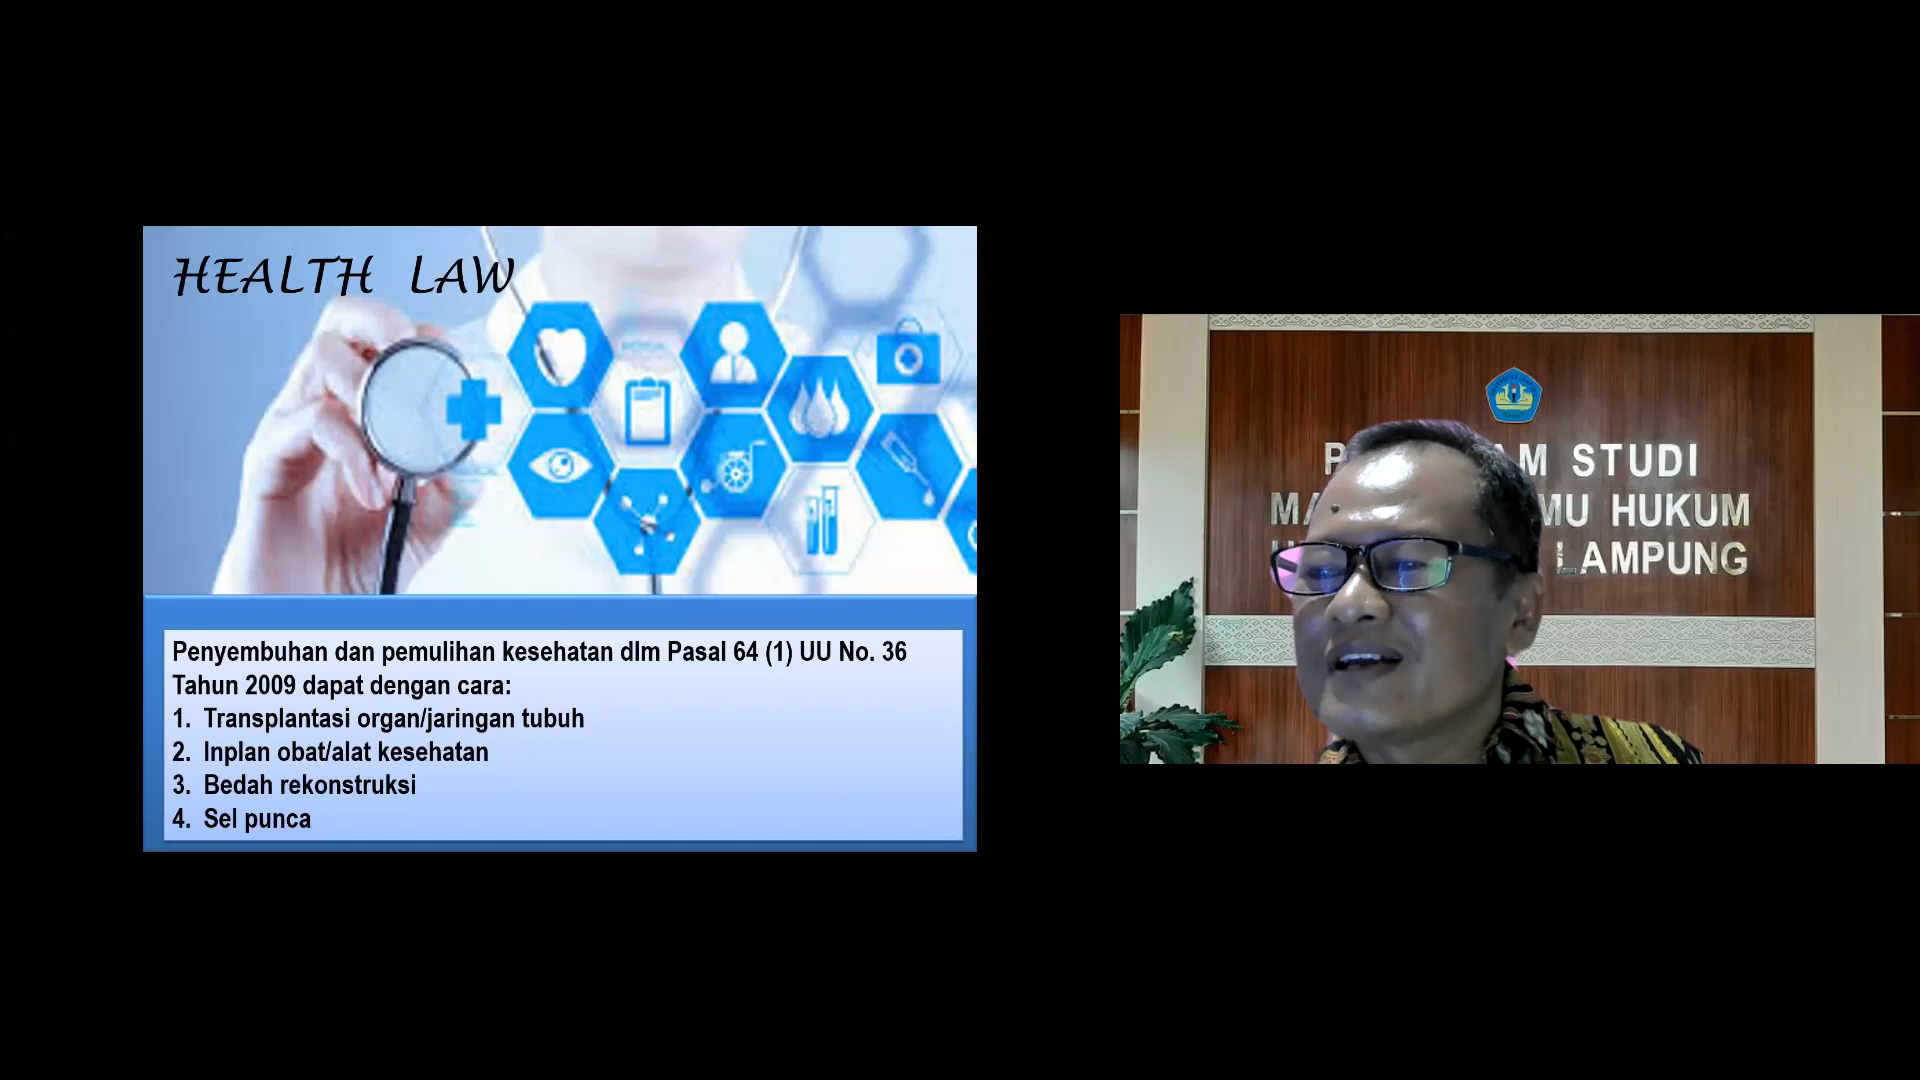 HEALTH LAW
Penyembuhan dan pemulihan kesehatan dlm Pasal 64 (1) UU No. 36
Tahun 2009 dapat dengan cara:
1. Transplantasi organ/jaringan tubuh
2. Inplan obat/alat kesehatan
3. Bedah rekonstruksi
4. Sel punca
STUDI
HUKUM
LAMPUNG